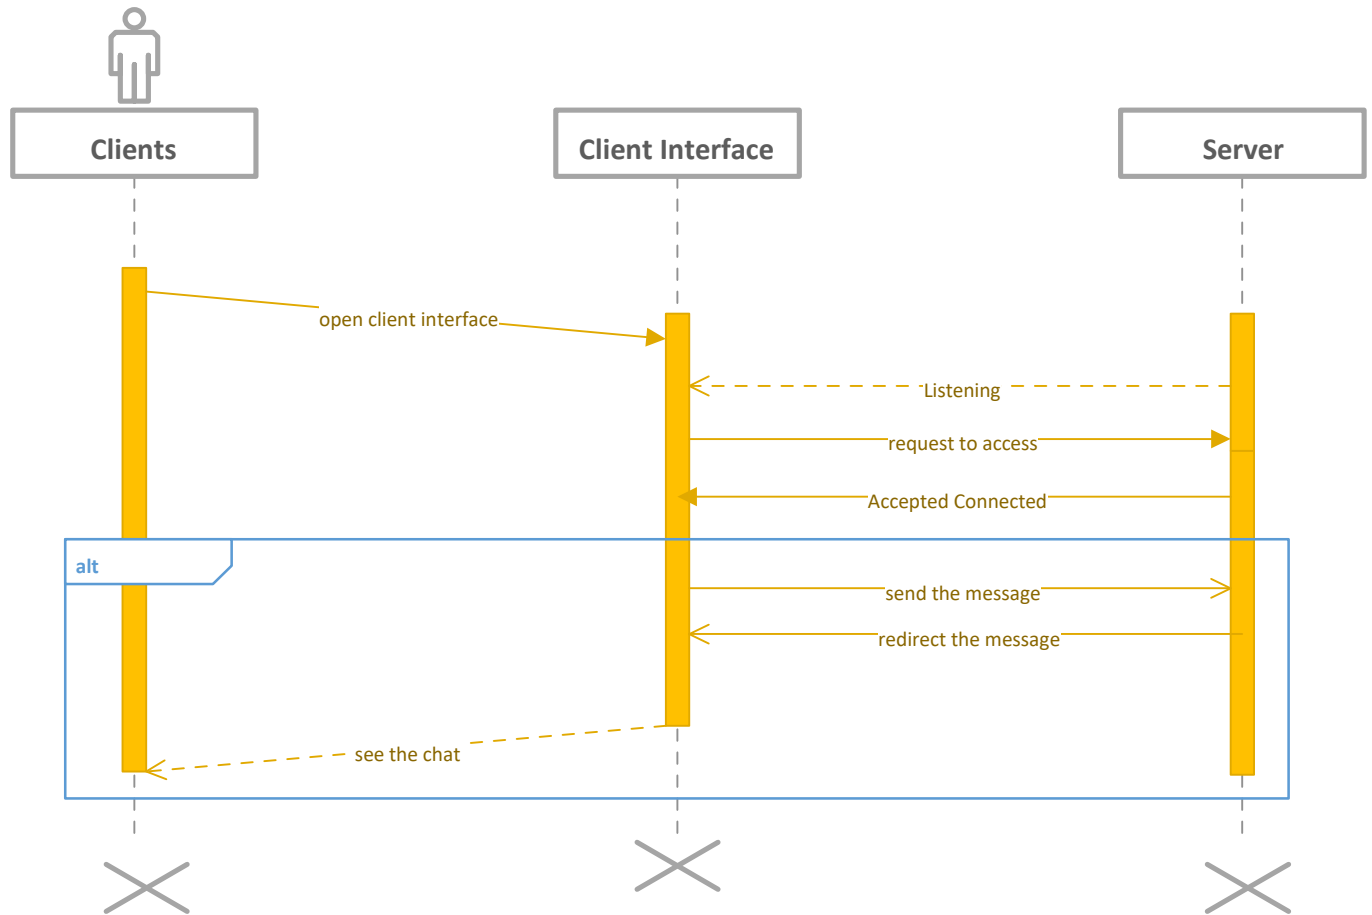 Clients
Client Interface
Server
open client interface
Listening
request to access
Accepted Connected
alt
send the message
redirect the message
see the chat